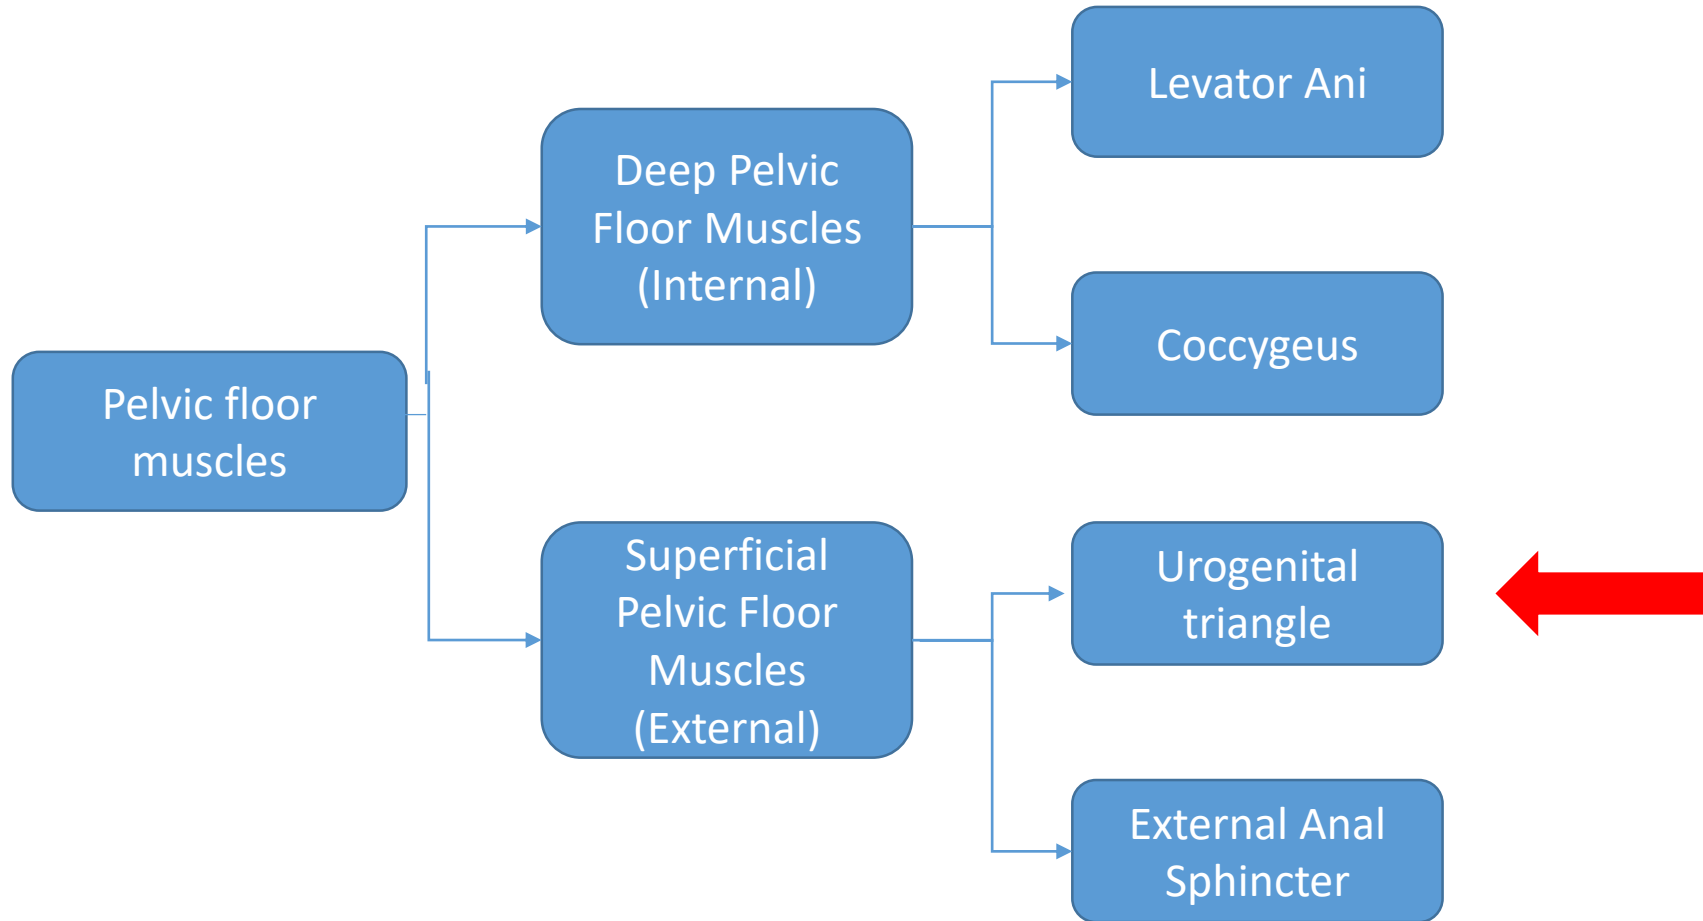 Pelvic floor
muscles
Deep Pelvic
Floor Muscles
(Internal)
Superficial
Pelvic Floor
Muscles
(External)
Levator Ani
Coccygeus
Urogenital
triangle
External Anal
Sphincter